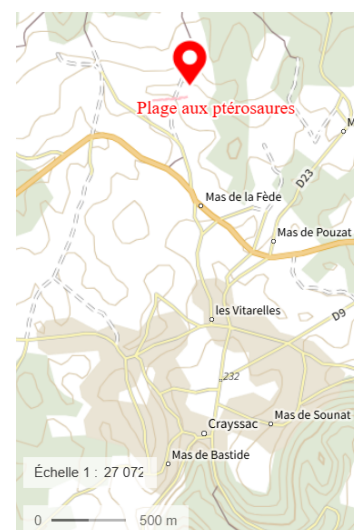 Plage aux ptérosaures
M
D23
Mas de la Fède
Mas de Pouzat
les Vitarelles
D9
232
Crayssac
Mas de Sounat
Mas de Bastide
Échelle 1 : 27 072
0 500 m